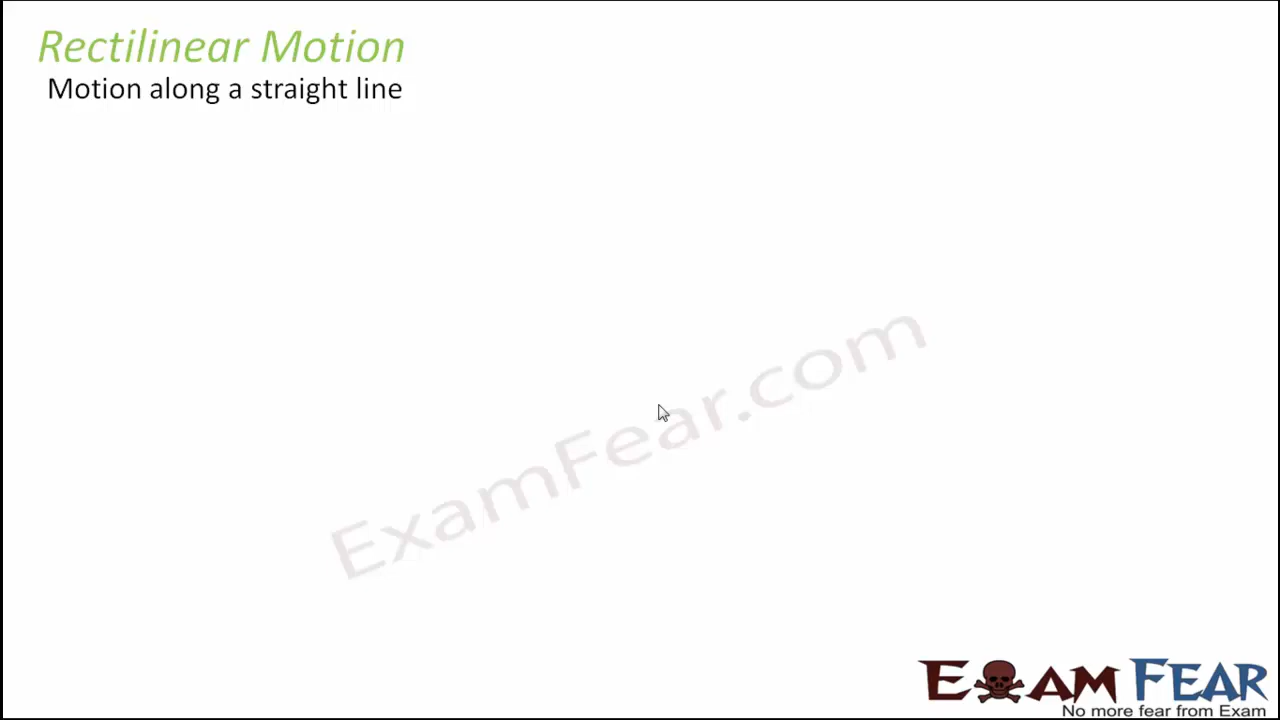 Rectilinear Motion
Motion along a straight line
ExamFear.com
EXAM FEAR
No more fear from Exam